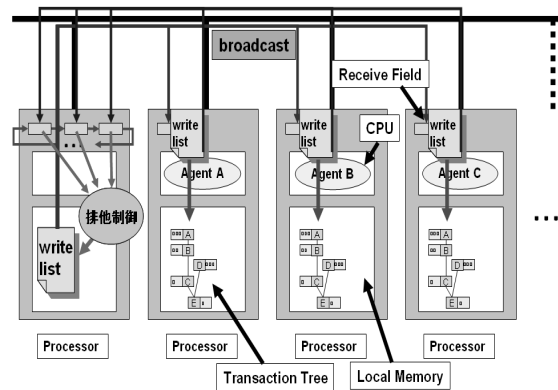 broadcast
Receive Field
write
list
write
list
write
list
CPU
Agent A
Agent B
Agent C
...
排他制御
write
list
A
B
D
C
E
A
B
D
C
E
A
B
D
C
E
...
Processor
Processor
Processor
Processor
Transaction Tree
Local Memory